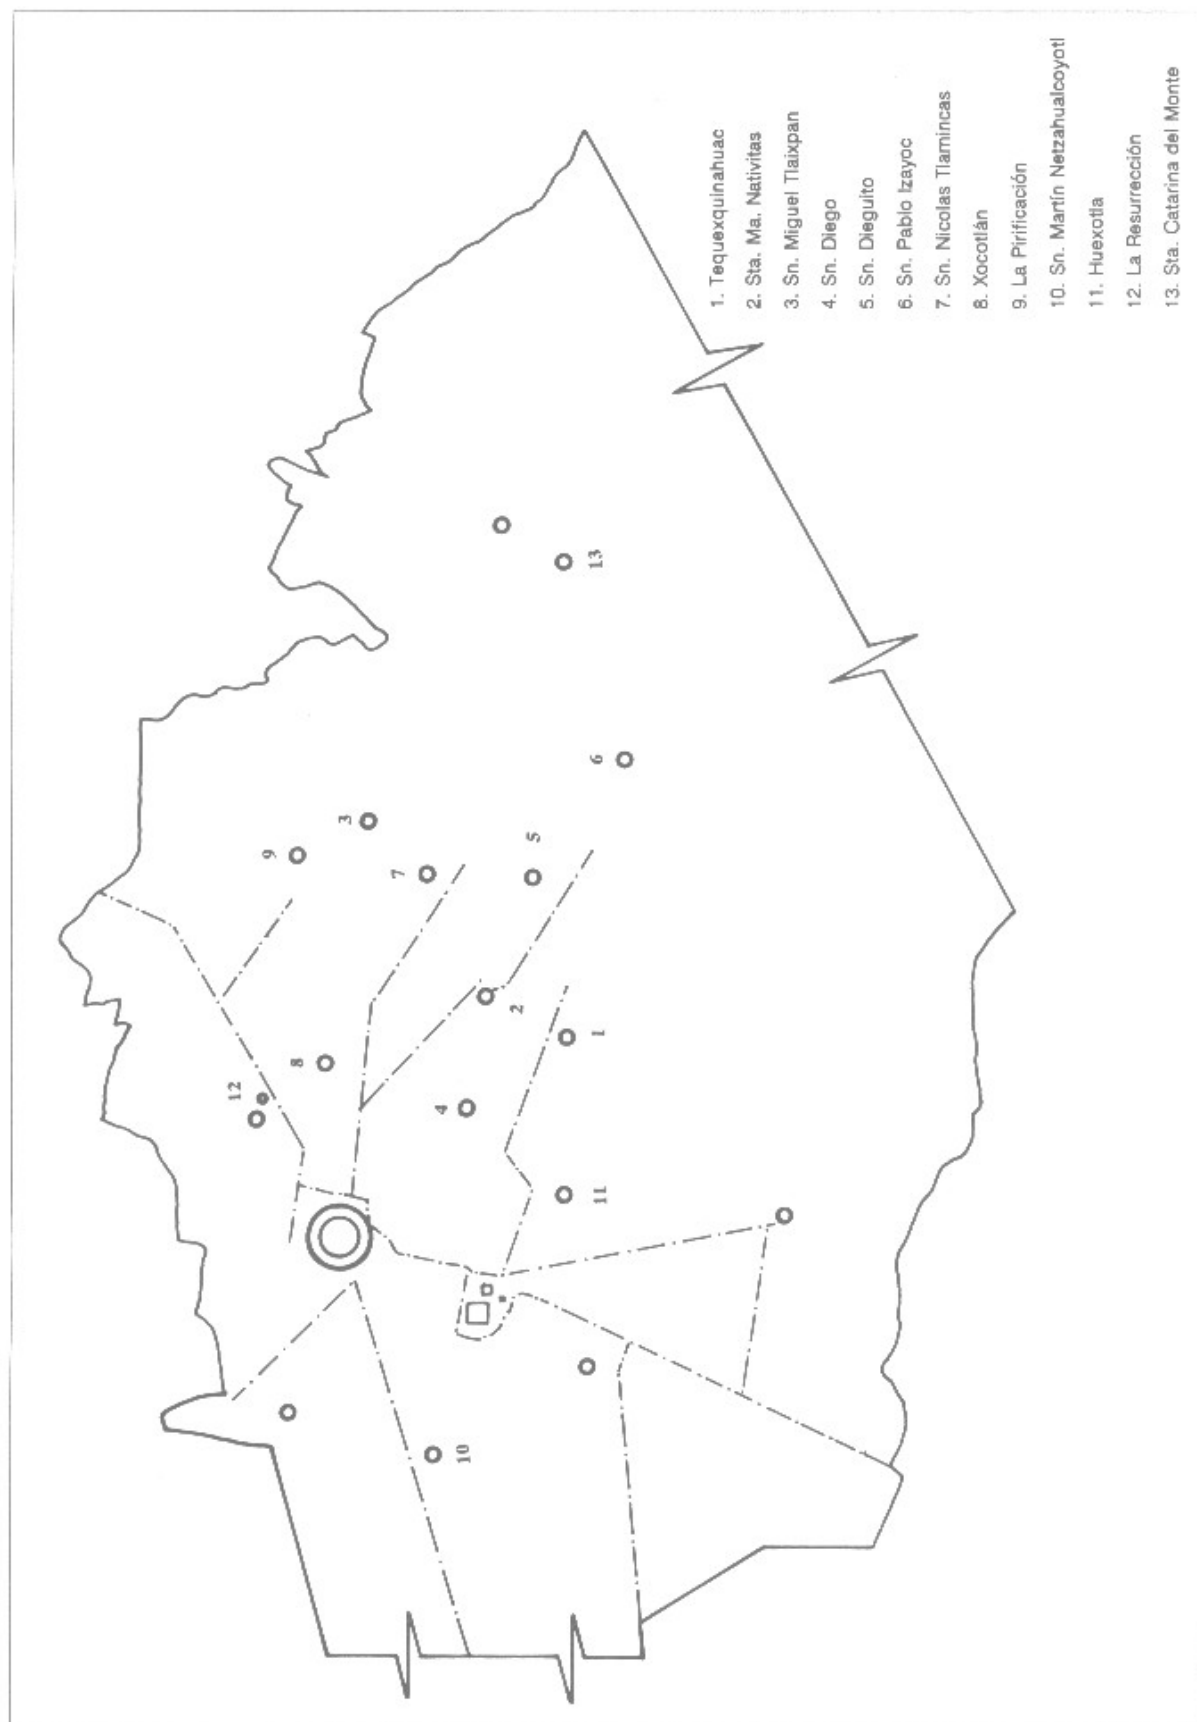 1. Tequexquinahuac
2. Sta. Ma. Nativitas
3. Sn. Miguel Tlaixpan
4. Sn. Diego
5. Sn. Dieguito
6. Sn. Pablo Izayoc
7. Sn. Nicolas Tlamincas
8. Xocotlán
9. La Pirificación
10. Sn. Martín Netzahualcoyotl
11. Huexotla
12. La Resurrección
13. Sta. Catarina del Monte
12
9
3
8
7
4
5
2
6
13
1
11
10